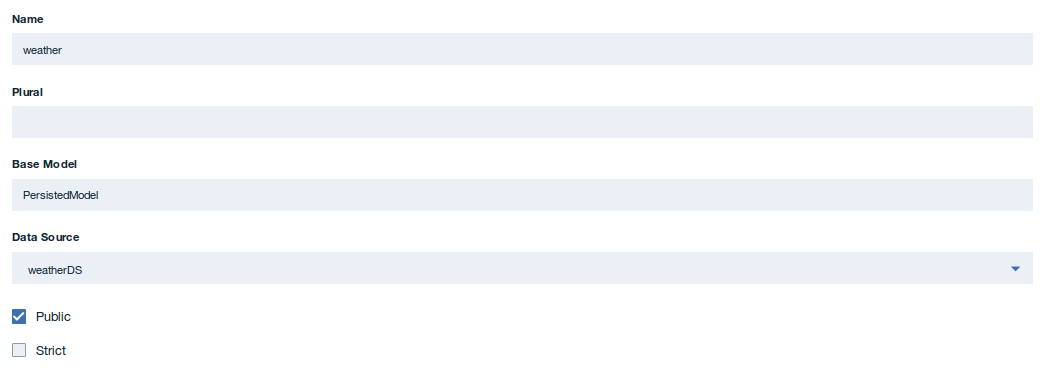 Name
weather
Plural
Base Model
PersistedModel
Data Source
weatherDS
Public
Strict